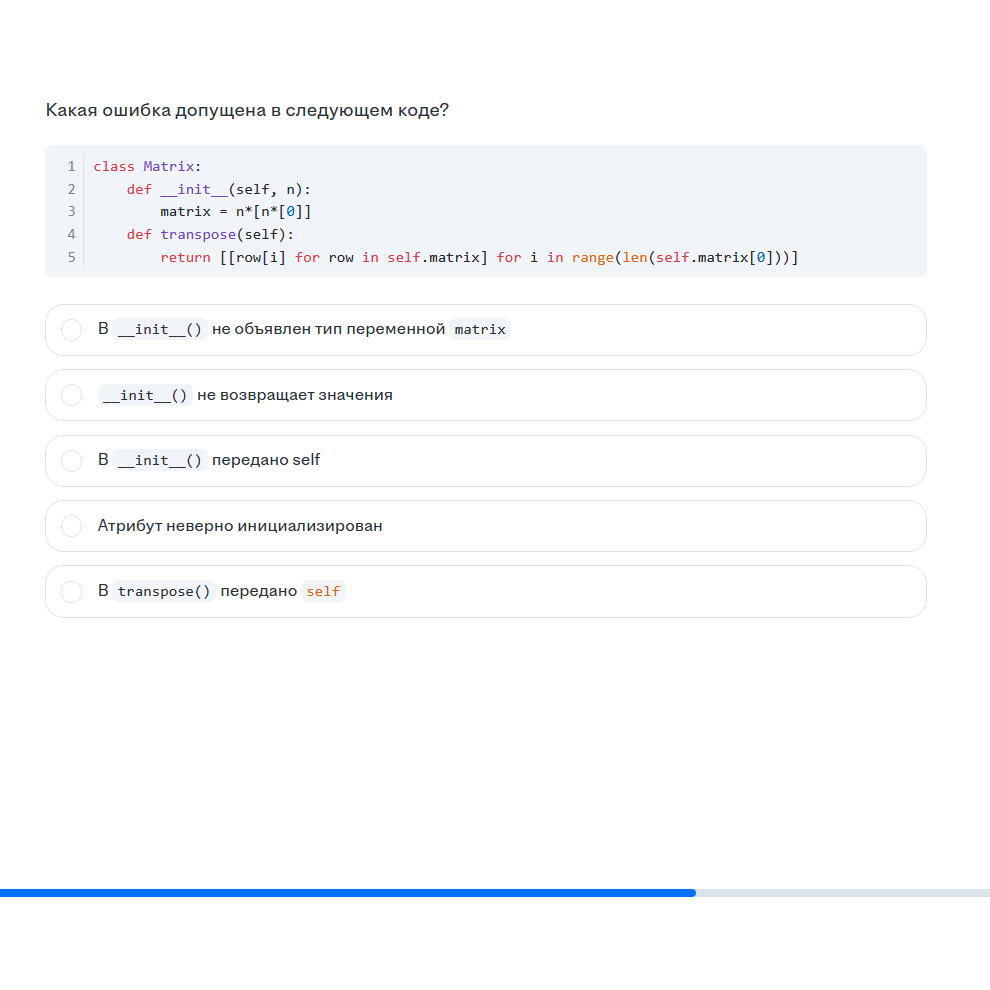 Какая ошибка допущена в следующем коде?
1 class Matrix:
2     def __init__(self, n):
3         matrix = n*[n*[0]]
4     def transpose(self):
5         return [[row[i] for row in self.matrix] for i in range(len(self.matrix[0]))]
В __init__() не объявлен тип переменной matrix
__init__() не возвращает значения
В __init__() передано self
Атрибут неверно инициализирован
В transpose() передано self